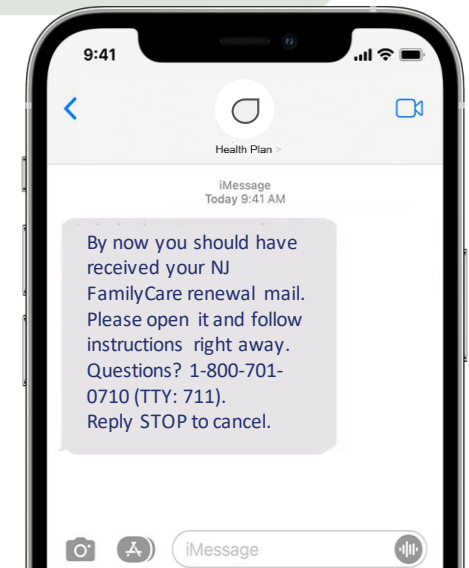 9:41
Health Plan >
iMessage
Today 9:41 AM
By now you should have
received your NJ
FamilyCare renewal mail.
Please open it and follow
instructions right away.
Questions? 1-800-701-
0710 (TTY: 711).
Reply STOP to cancel.
iMessage